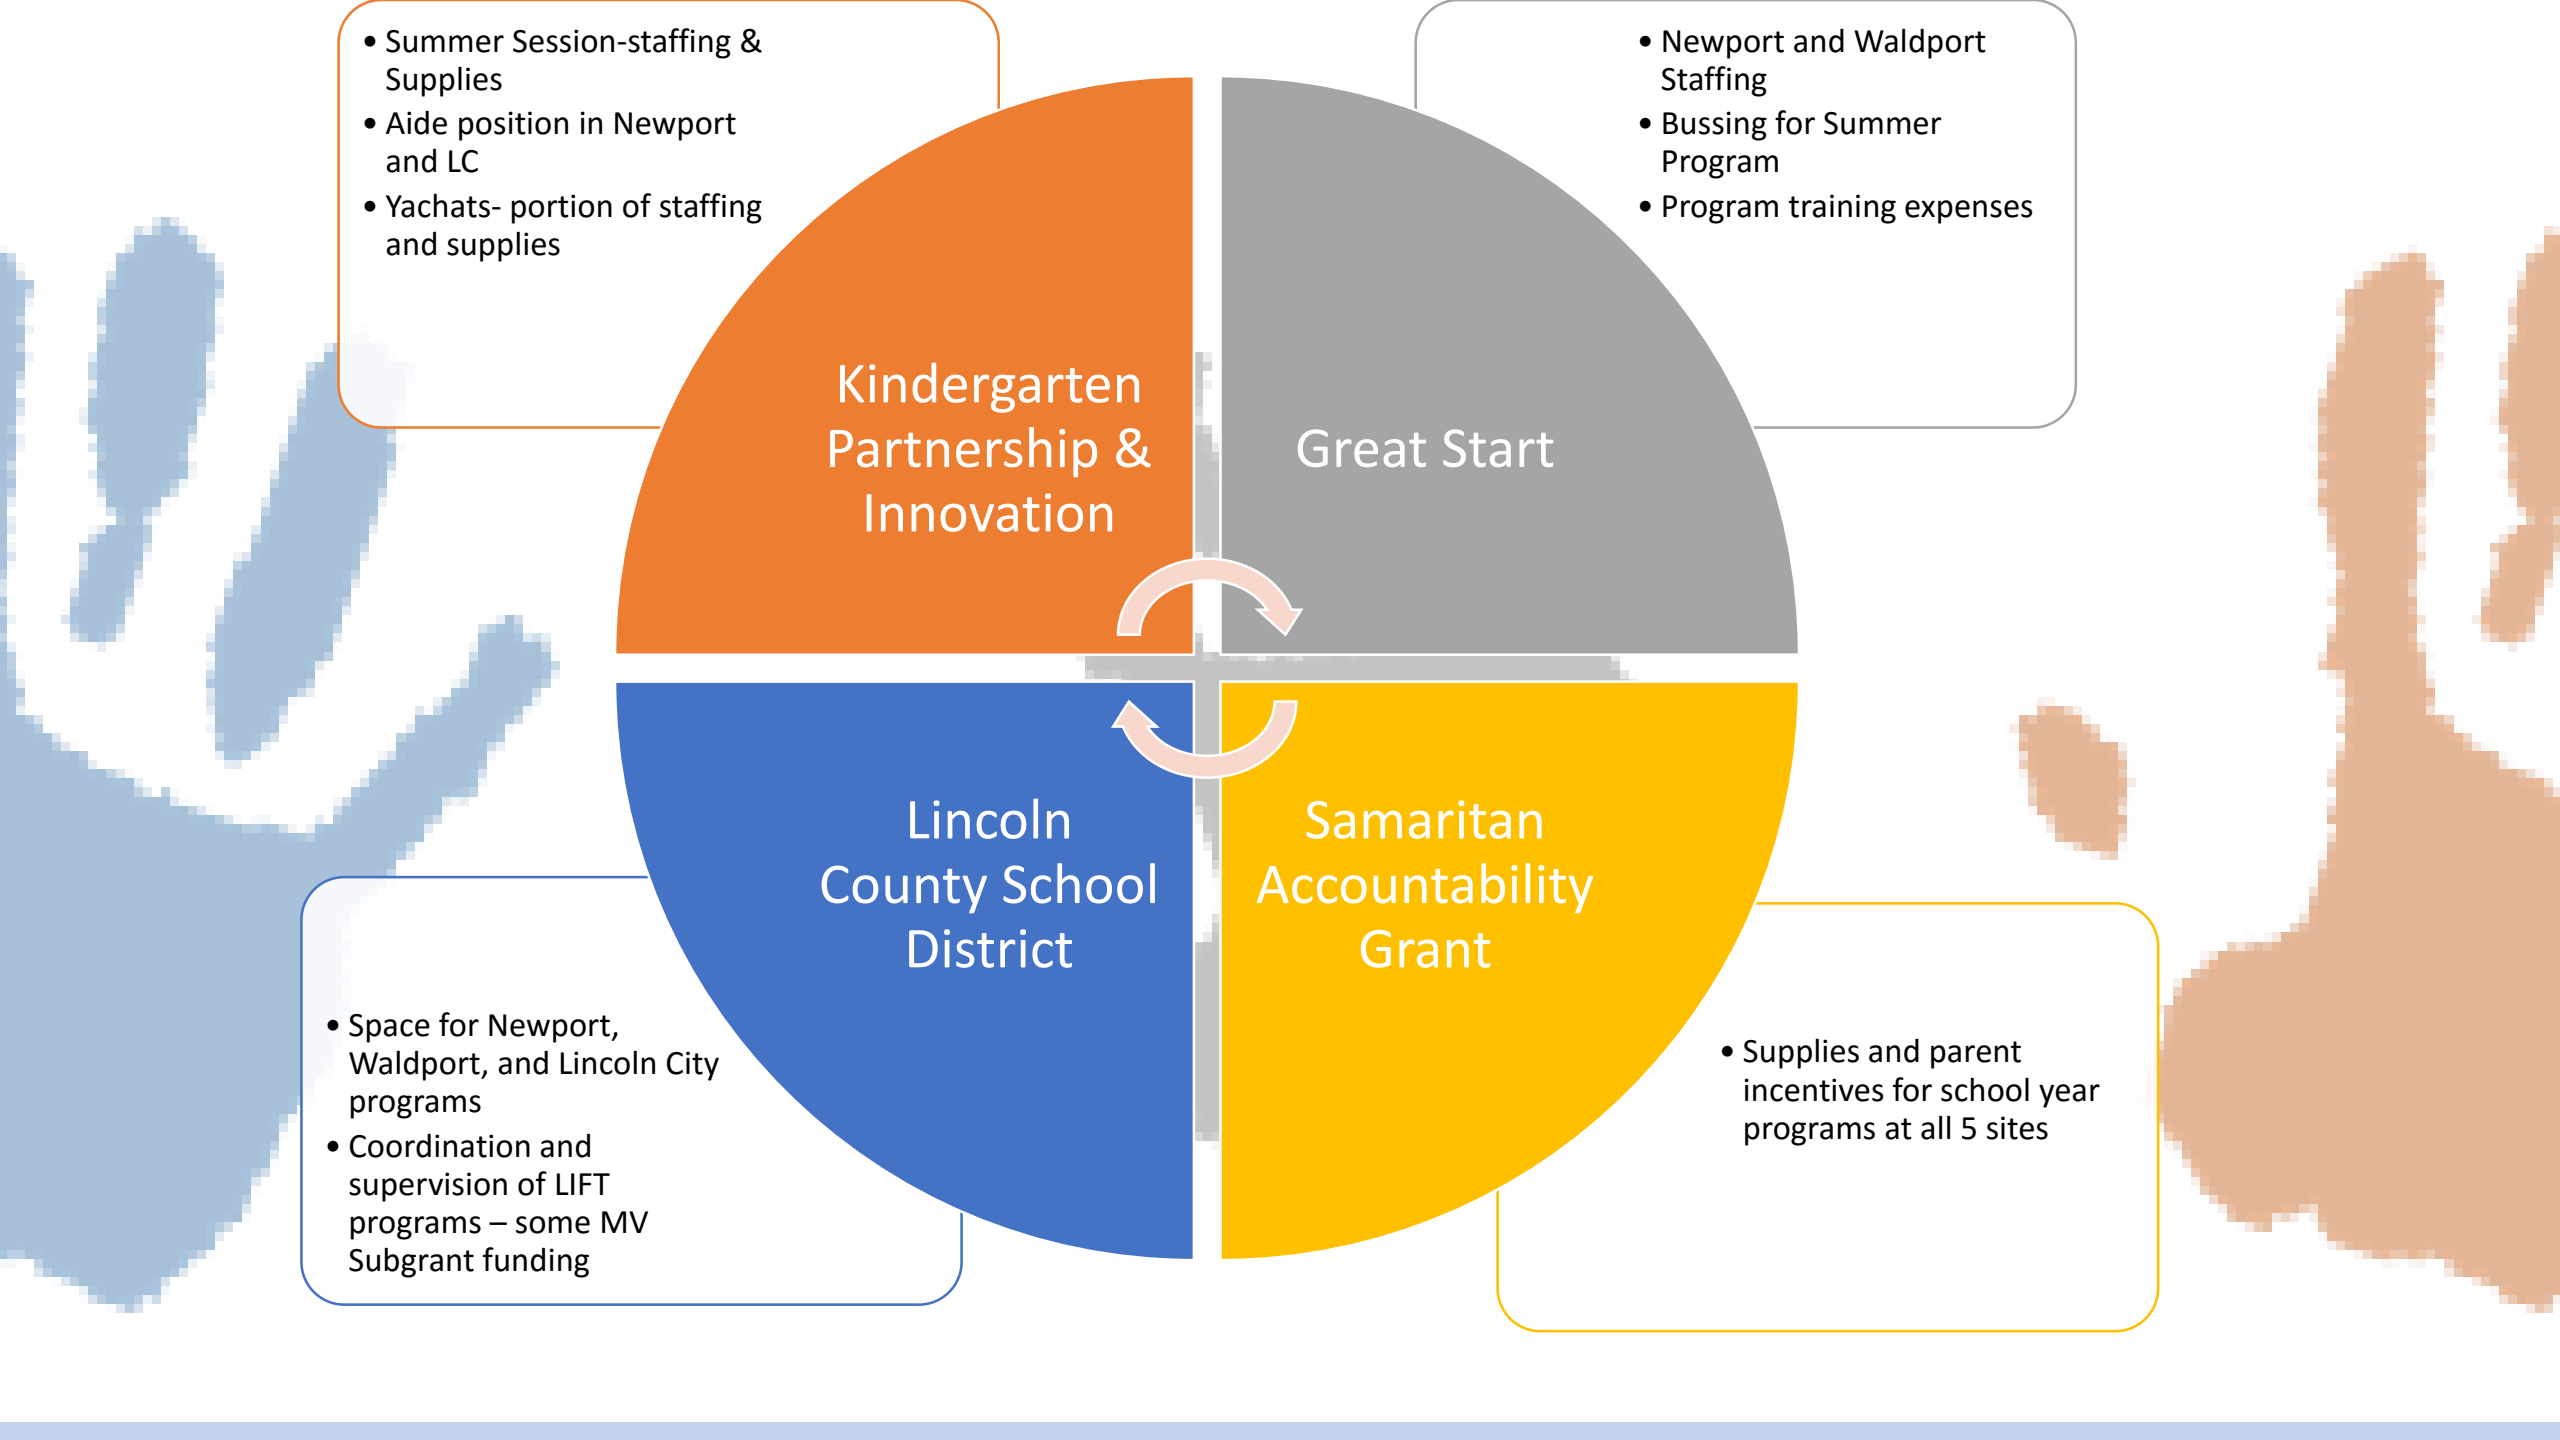 • Summer Session-staffing &
Supplies
• Aide position in Newport
and LC
• Yachats- portion of staffing
and supplies
Kindergarten
Partnership &
Innovation
• Newport and Waldport
Staffing
• Bussing for Summer
Program
• Program training expenses
Great Start
Lincoln
County School
District
• Space for Newport,
Waldport, and Lincoln City
programs
• Coordination and
supervision of LIFT
programs – some MV
Subgrant funding
Samaritan
Accountability
Grant
• Supplies and parent
incentives for school year
programs at all 5 sites